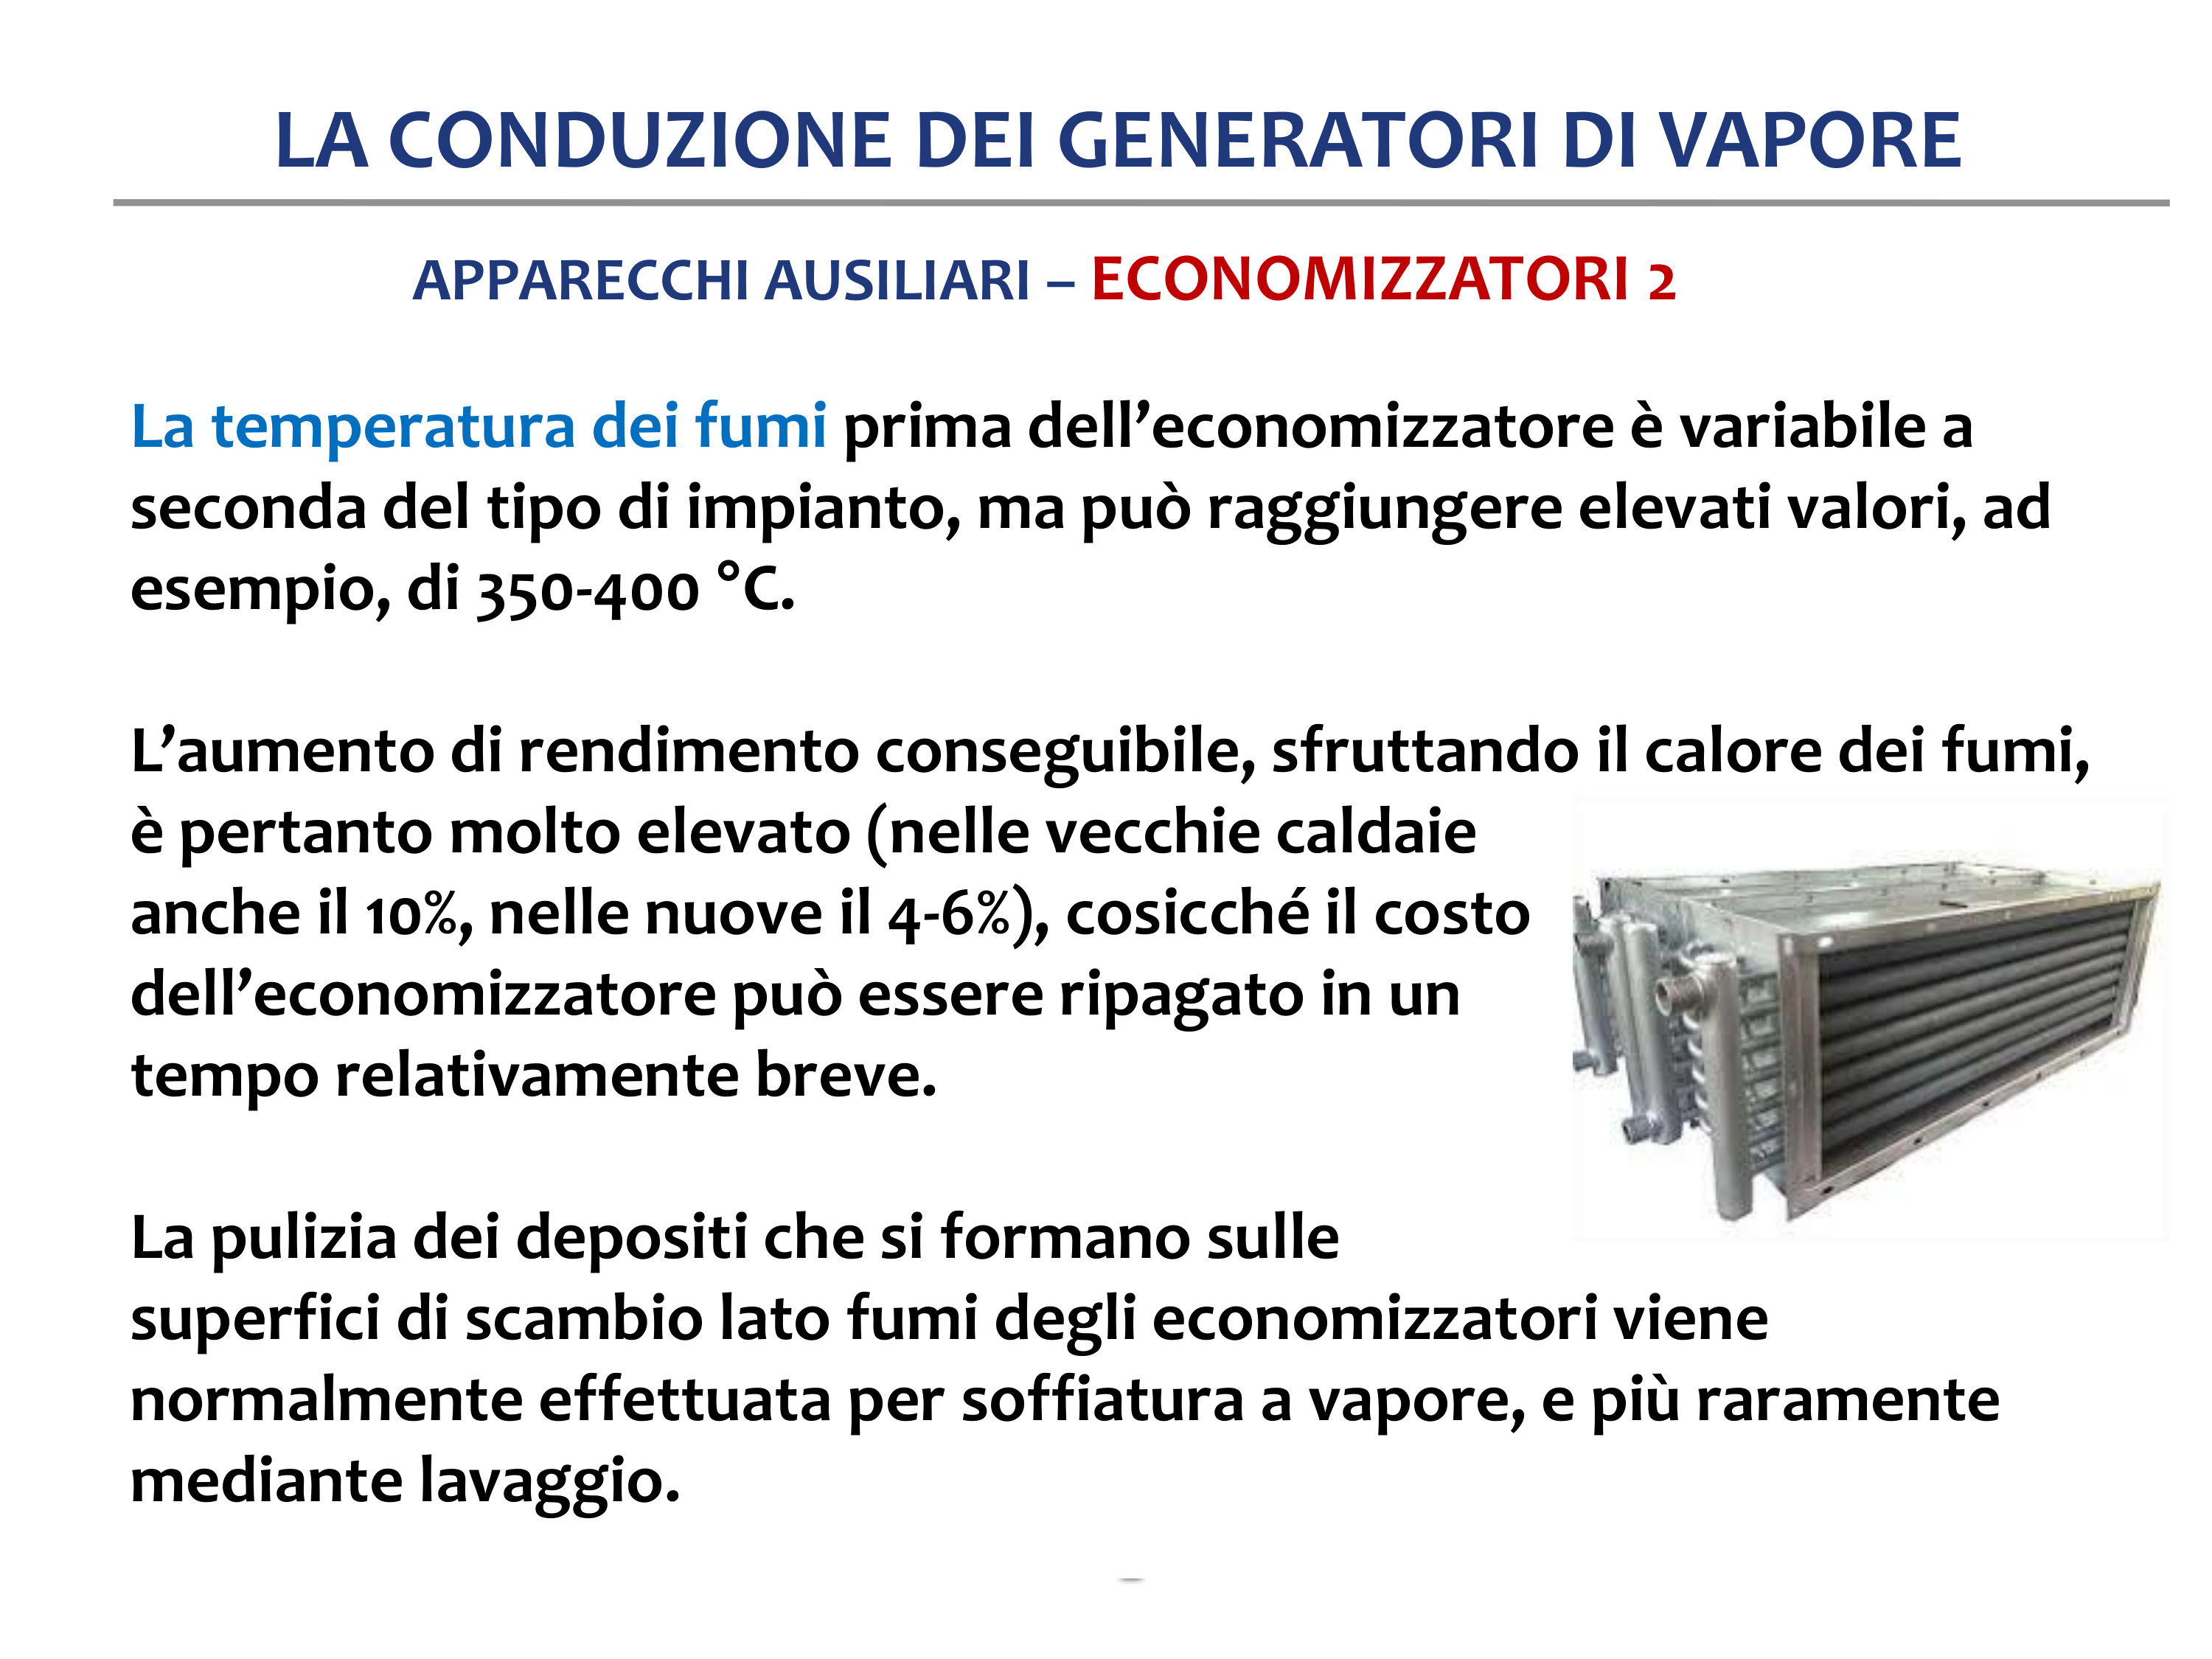 LA CONDUZIONE DEI GENERATORI DI VAPORE
APPARECCHI AUSILIARI – ECONOMIZZATORI 2
La temperatura dei fumi prima dell’economizzatore è variabile a
seconda del tipo di impianto, ma può raggiungere elevati valori, ad
esempio, di 350-400 °C.
L’aumento di rendimento conseguibile, sfruttando il calore dei fumi,
è pertanto molto elevato (nelle vecchie caldaie
anche il 10%, nelle nuove il 4-6%), cosicché il costo
dell’economizzatore può essere ripagato in un
tempo relativamente breve.
La pulizia dei depositi che si formano sulle
superfici di scambio lato fumi degli economizzatori viene
normalmente effettuata per soffiatura a vapore, e più raramente
mediante lavaggio.